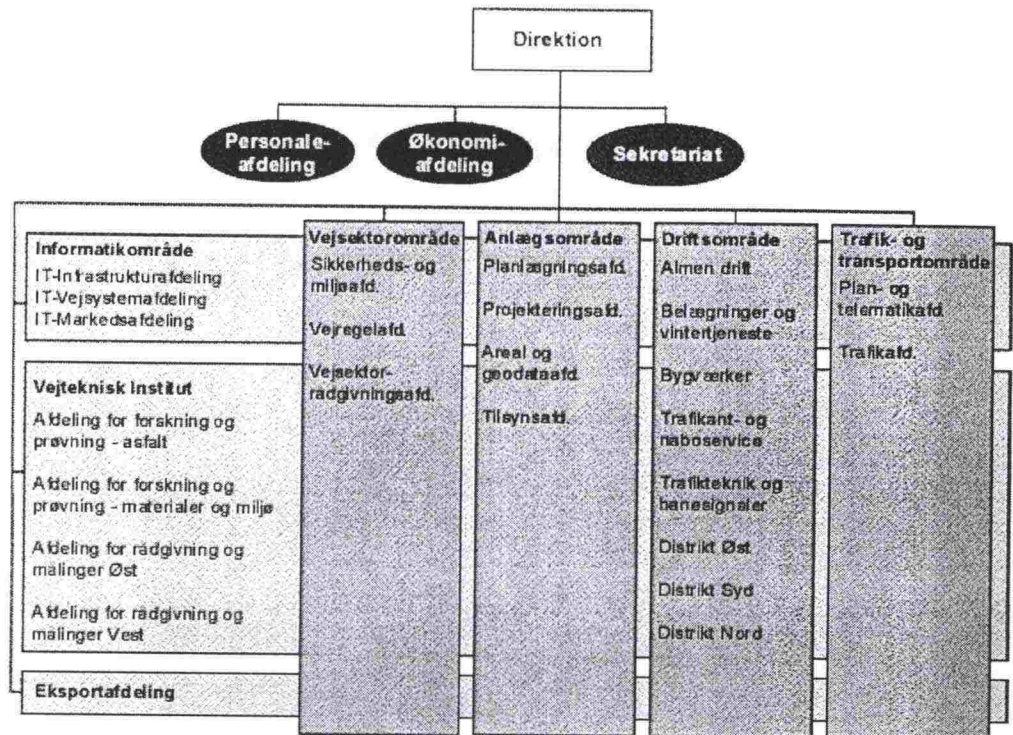 Direktion
Personale-
afdeling
Økonomi-
afdeling
Sekretariat
Informatikområde
IT-Infrastrukturafdeling
IT-Vejsystemafdeling
IT-Markedsafdeling
Vejteknisk Institut
Afdeling for forskning og
prøvning - asfalt
Afdeling for forskning og
prøvning - materialer og miljø
Afdeling for rådgivning og
målinger Øst
Afdeling for rådgivning og
målinger Vest
Eksportafdeling
Vejsektorområde
Sikkerheds- og
miljøafd.
Vejregelafd.
Vejsektor-
rådgivningsafd.
Anlægsområde
Planlægningsafd.
Projekteringsafd.
Areal og
geodataafd.
Tilsynsafd.
Driftsområde
Almen drift
Belægninger og
vintertjeneste
Bygværker
Trafikant- og
naboservice
Trafikteknik og
banesignaler
Distrikt Øst
Distrikt Syd
Distrikt Nord
Trafik- og
transportområde
Plan- og
telematikafd.
Trafikafd.